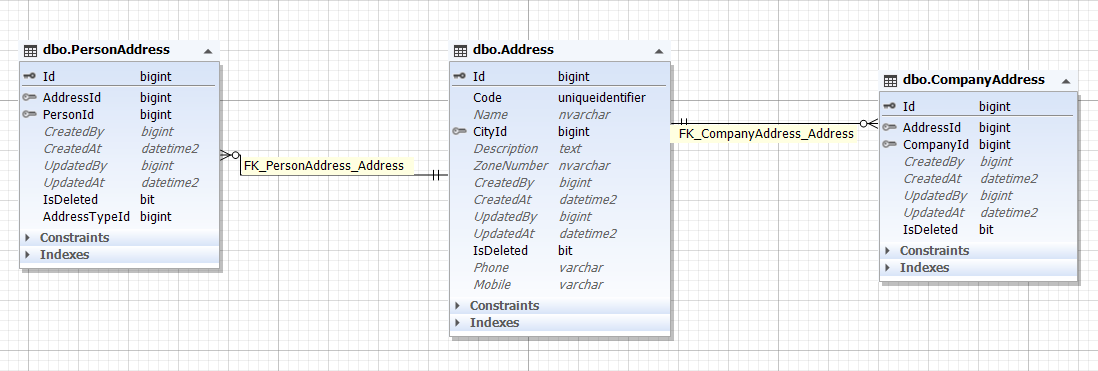 dbo.PersonAddress
Id bigint
AddressId bigint
PersonId bigint
CreatedBy bigint
CreatedAt datetime2
UpdatedBy bigint
UpdatedAt datetime2
IsDeleted bit
AddressTypeId bigint
Constraints
Indexes
FK_PersonAddress_Address
dbo.Address
Id bigint
Code uniqueidentifier
Name nvarchar
CityId bigint
Description text
ZoneNumber nvarchar
CreatedBy bigint
CreatedAt datetime2
UpdatedBy bigint
UpdatedAt datetime2
IsDeleted bit
Phone varchar
Mobile varchar
Constraints
Indexes
FK_CompanyAddress_Address
dbo.CompanyAddress
Id bigint
AddressId bigint
CompanyId bigint
CreatedBy bigint
CreatedAt datetime2
UpdatedBy bigint
UpdatedAt datetime2
IsDeleted bit
Constraints
Indexes